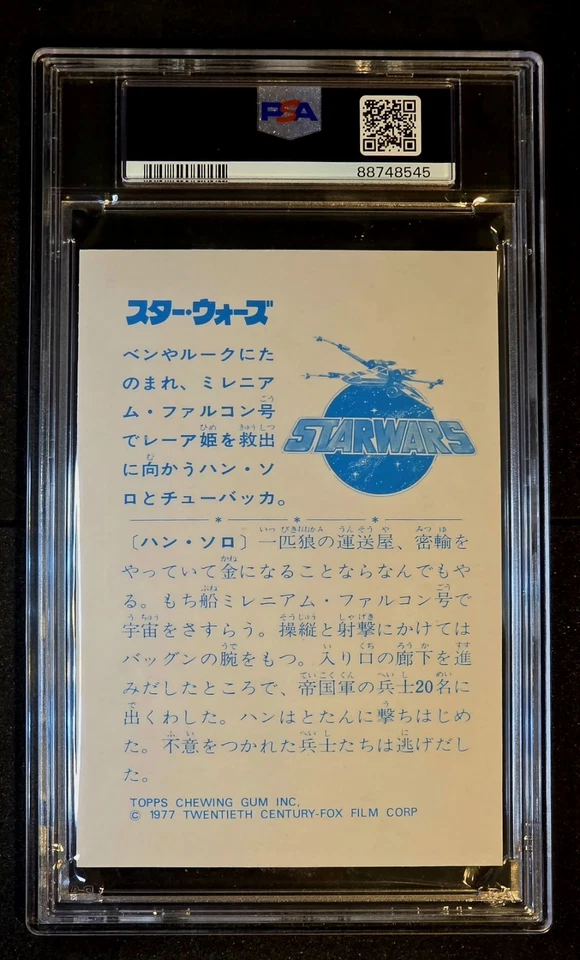 PSA
88748545
スター・ウォーズ
ベンやルークにた
のまれ、ミレニア
ム・ファルコン号
でレーア姫を救出
に向かうハン・ソ
ロとチューバッカ。
STAR WARS
〔ハン・ソロ〕一匹狼の運送屋、密輸を
やっていて金になることならなんでもや
る。もち船ミレニアム・ファルコン号で
宇宙をさすらう。操縦と射撃にかけては
バッグンの腕をもつ。入り口の廊下を進
みだしたところで、帝国軍の兵士20名に
出くわした。ハンはとたんに撃ちはじめ
た。不意をつかれた兵士たちは逃げだし
た。
TOPPS CHEWING GUM INC,
© 1977 TWENTIETH CENTURY-FOX FILM CORP